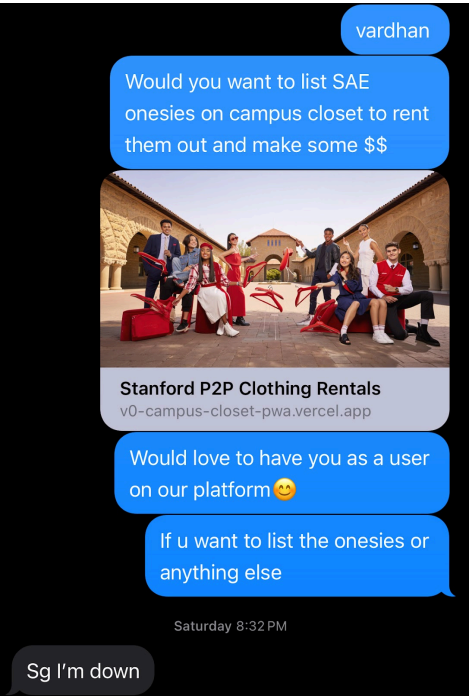 vardhan
Would you want to list SAE
onesies on campus closet to rent
them out and make some $$
Stanford P2P Clothing Rentals
v0-campus-closet-pwa.vercel.app
Would love to have you as a user
on our platform😊
If u want to list the onesies or
anything else
Saturday 8:32 PM
Sg I’m down